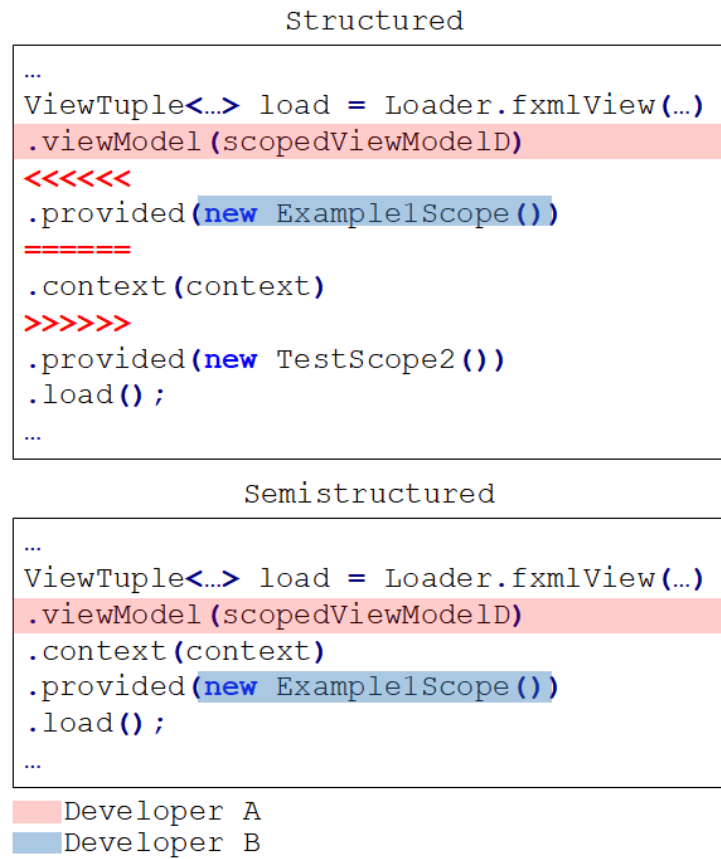 Structured
…
ViewTuple<…> load = Loader.fxmlView(…)
.viewModel(scopedViewModelD)
<<<<<<
.provided(new Example1Scope())
======
.context(context)
>>>>>>
.provided(new TestScope2())
.load();
…
Semistructured
…
ViewTuple<…> load = Loader.fxmlView(…)
.viewModel(scopedViewModelD)
.context(context)
.provided(new Example1Scope())
.load();
…
Developer A
Developer B